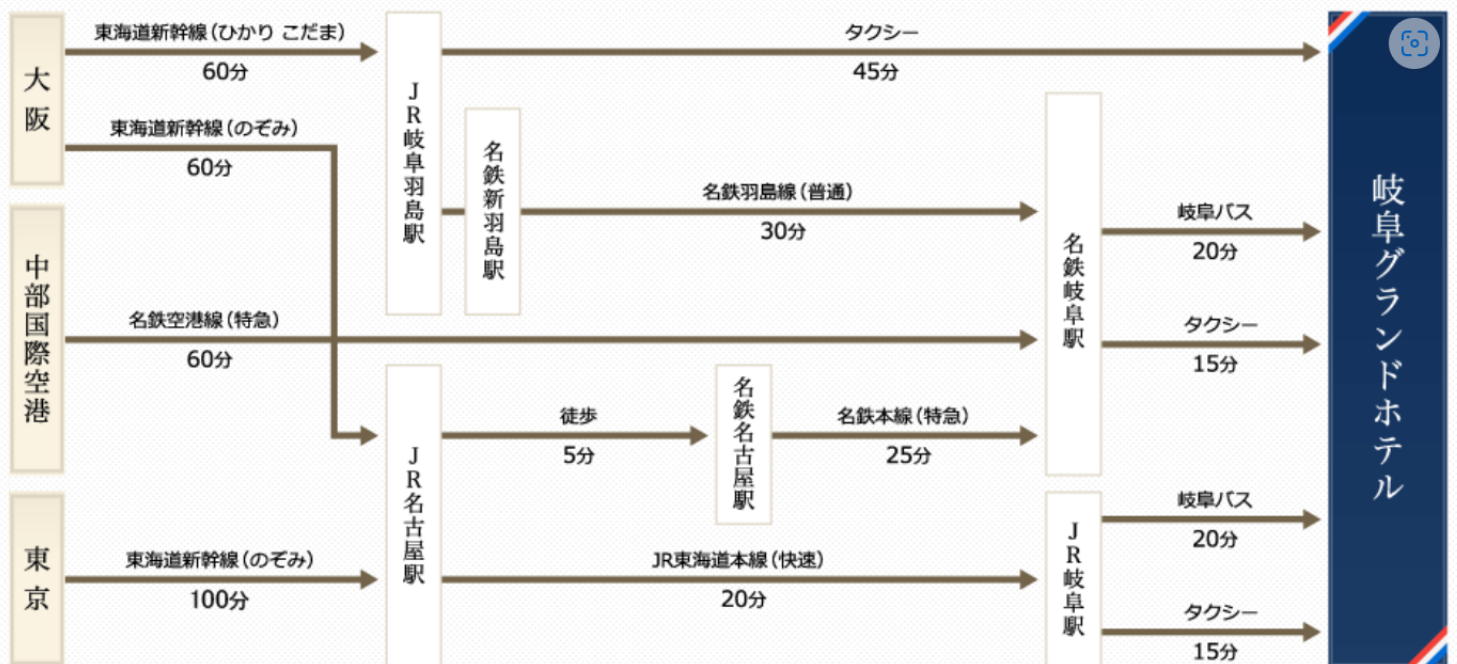 大阪
東海道新幹線(ひかり こだま)
60分
東海道新幹線(のぞみ)
60分
中部国際空港
名鉄空港線(特急)
60分
東京
東海道新幹線(のぞみ)
100分
JR岐阜羽島駅
タクシー
45分
名鉄新羽島駅
名鉄羽島線(普通)
30分
JR名古屋駅
徒歩
5分
名鉄名古屋駅
名鉄本線(特急)
25分
JR東海道本線(快速)
20分
名鉄岐阜駅
岐阜バス
20分
タクシー
15分
JR岐阜駅
岐阜バス
20分
タクシー
15分
岐阜グランドホテル